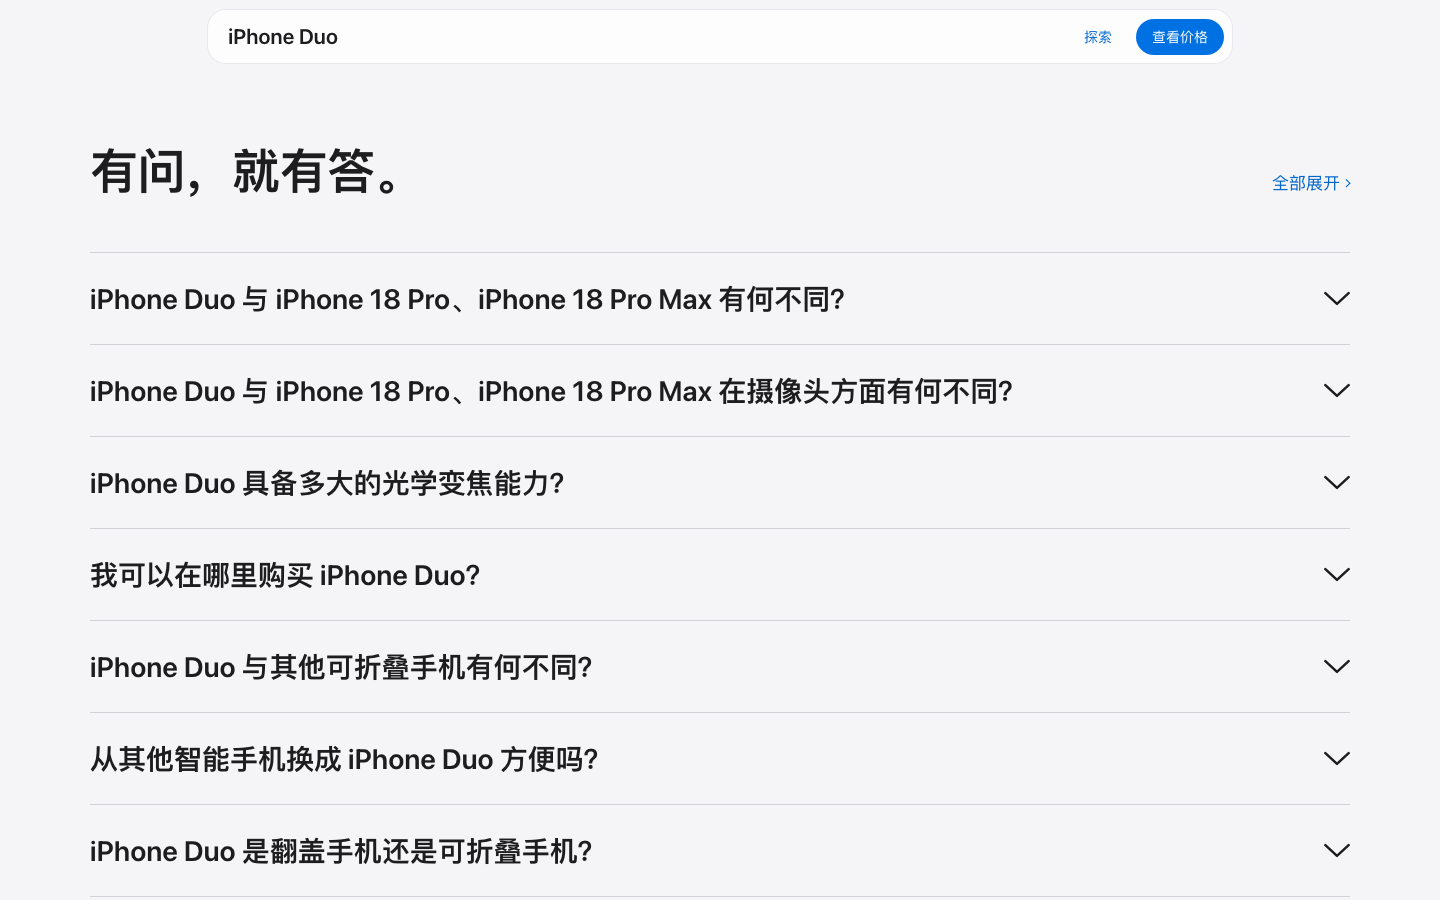 iPhone Duo
探索
查看价格
有问，就有答。
全部展开
iPhone Duo 与 iPhone 18 Pro、iPhone 18 Pro Max 有何不同？
iPhone Duo 与 iPhone 18 Pro、iPhone 18 Pro Max 在摄像头方面有何不同？
iPhone Duo 具备多大的光学变焦能力？
我可以在哪里购买 iPhone Duo？
iPhone Duo 与其他可折叠手机有何不同？
从其他智能手机换成 iPhone Duo 方便吗？
iPhone Duo 是翻盖手机还是可折叠手机？